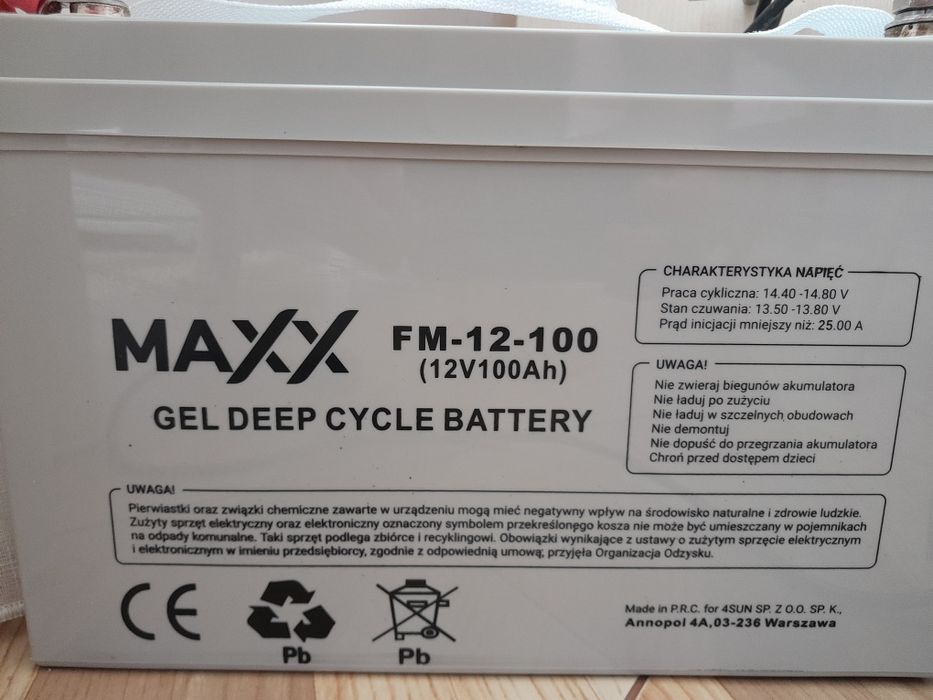 MAXX
FM-12-100
(12V100Ah)
GEL DEEP CYCLE BATTERY
CHARAKTERYSTYKA NAPIĘĆ
Praca cykliczna: 14.40 -14.80 V
Stan czuwania: 13.50 -13.80 V
Prąd inicjacji mniejszy niż: 25.00 A
UWAGA!
Nie zwieraj biegunów akumulatora
Nie ładuj po zużyciu
Nie ładuj w szczelnych obudowach
Nie demontuj
Nie dopuść do przegrzania akumulatora
Chroń przed dostępem dzieci
UWAGA!
Pierwiastki oraz związki chemiczne zawarte w urządzeniu mogą mieć negatywny wpływ na środowisko naturalne i zdrowie ludzkie.
Zużyty sprzęt elektryczny oraz elektroniczny oznaczony symbolem przekreślonego kosza nie może być umieszczany w pojemnikach
na odpady komunalne. Taki sprzęt podlega zbiórce i recyklingowi. Obowiązki wynikające z ustawy o zużytym sprzęcie elektrycznym
i elektronicznym w imieniu przedsiębiorcy, zgodnie z odpowiednią umową; przyjęła Organizacja Odzysku.
CE
Pb
Pb
Made in P.R.C. for 4SUN SP. Z O.O. SP. K.,
Annopol 4A,03-236 Warszawa